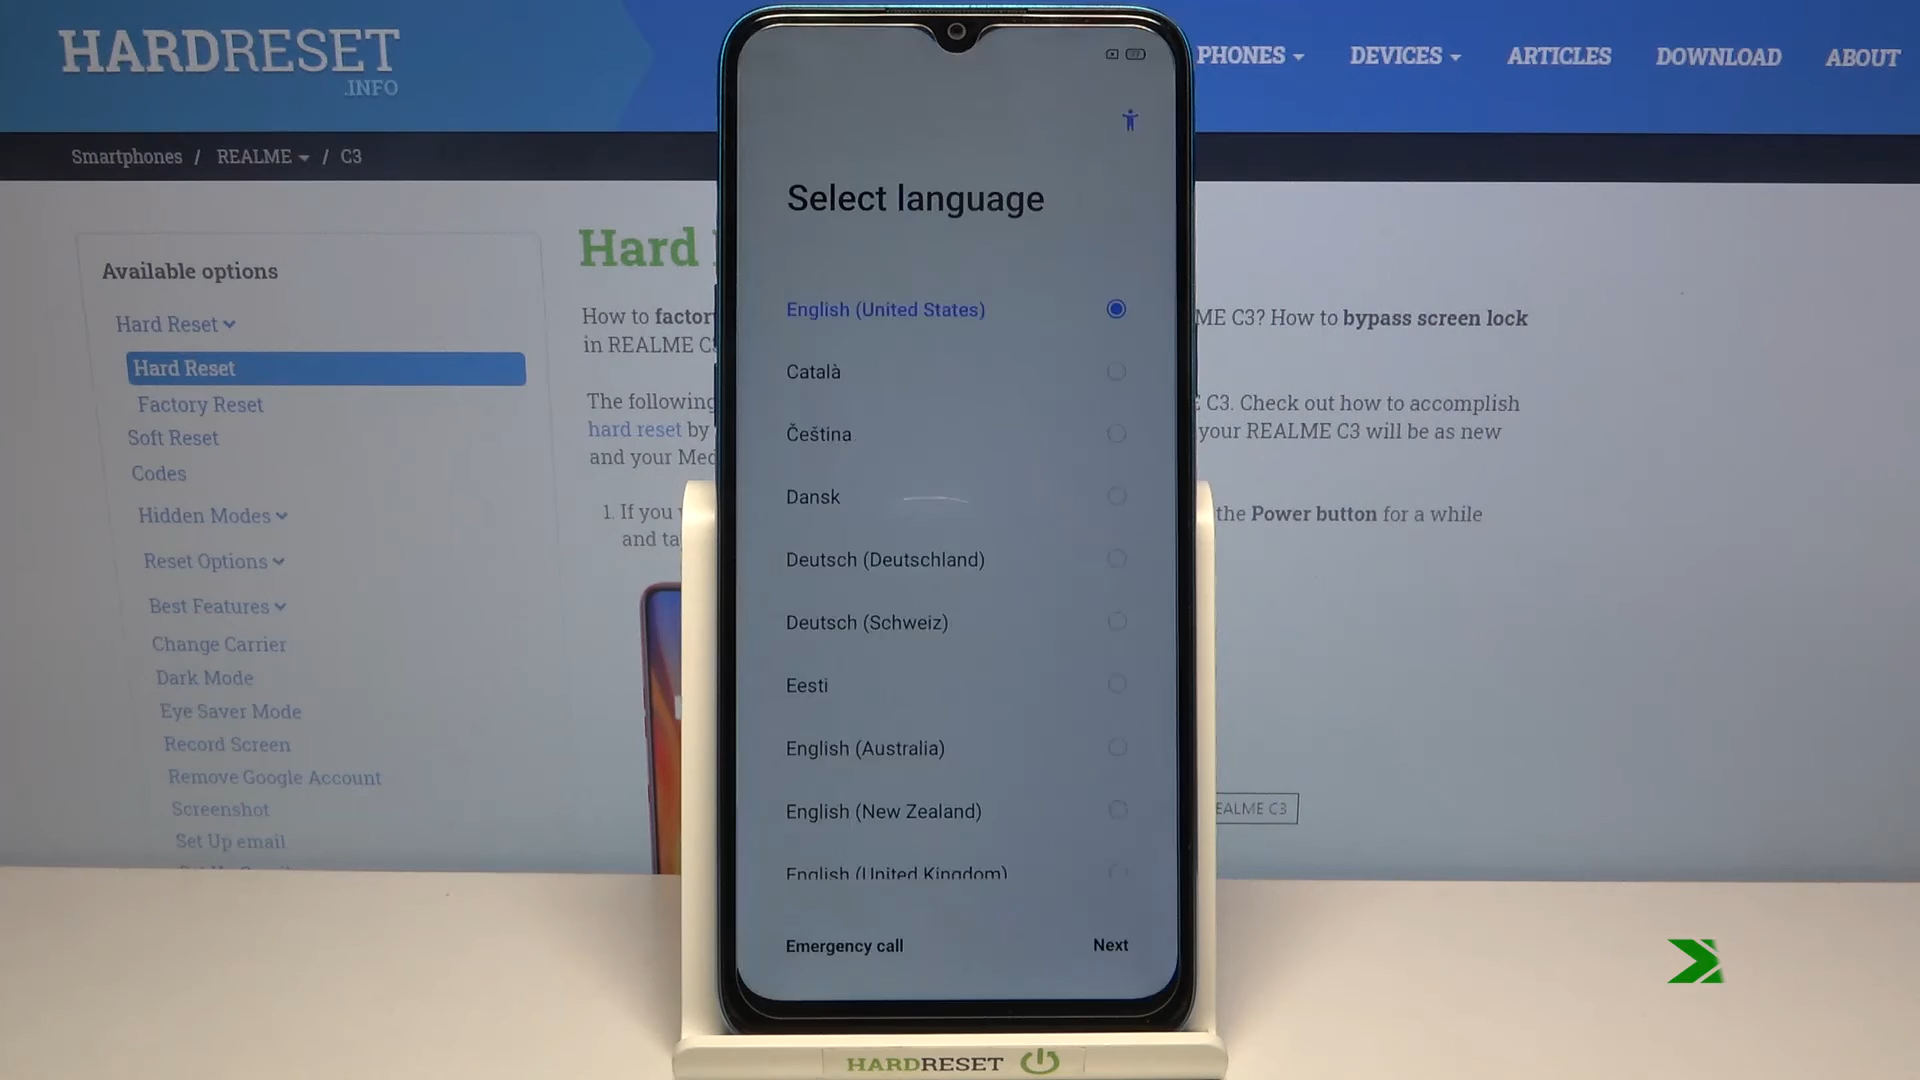 HARDRESET
.INFO
PHONES
DEVICES
ARTICLES
DOWNLOAD
ABOUT
Smartphones / REALME / C3
Available options
Hard Reset
Hard Reset
Factory Reset
Soft Reset
Codes
Hidden Modes
Reset Options
Best Features
Change Carrier
Dark Mode
Eye Saver Mode
Record Screen
Remove Google Account
Screenshot
Set Up email
Hard
How to factor
in REALME C3
The following
hard reset by
and your Med
1. If you
and ta
ME C3? How to bypass screen lock
C3. Check out how to accomplish
your REALME C3 will be as new
the Power button for a while
EALME C3
Select language
English (United States)
Català
Čeština
Dansk
Deutsch (Deutschland)
Deutsch (Schweiz)
Eesti
English (Australia)
English (New Zealand)
English (United Kingdom)
Emergency call
Next
HARDRESET